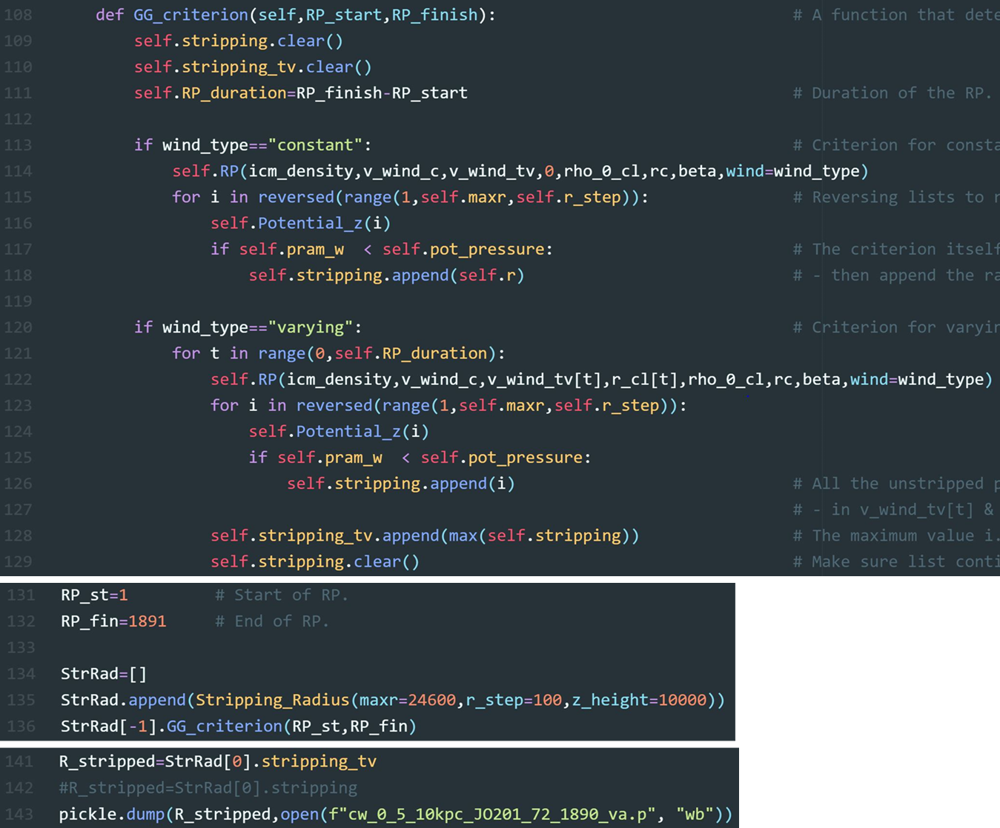 108 def GG_criterion(self,RP_start,RP_finish): # A function that
109 self.stripping.clear()
110 self.stripping_tv.clear()
111 self.RP_duration=RP_finish-RP_start # Duration of the RP.
112
113 if wind_type=="constant": # Criterion for
114 self.RP(icm_density,v_wind_c,v_wind_tv,0,rho_0_cl,rc,beta,wind=wind_type)
115 for i in reversed(range(1,self.maxr,self.r_step)): # Reversing lists to
116 self.Potential_z(i)
117 if self.pram_w  < self.pot_pressure: # The criterion itself
118 self.stripping.append(self.r) # - then append the
119
120 if wind_type=="varying": # Criterion for
121 for t in range(0,self.RP_duration):
122 self.RP(icm_density,v_wind_c,v_wind_tv[t],r_cl[t],rho_0_cl,rc,beta,wind=wind_type)
123 for i in reversed(range(1,self.maxr,self.r_step)):
124 self.Potential_z(i)
125 if self.pram_w  < self.pot_pressure:
126 self.stripping.append(i) # All the unstripped
127 # - in v_wind_tv[t] &
128 self.stripping_tv.append(max(self.stripping)) # The maximum value i.
129 self.stripping.clear() # Make sure list
131 RP_st=1 # Start of RP.
132 RP_fin=1891 # End of RP.
133
134 StrRad=[]
135 StrRad.append(Stripping_Radius(maxr=24600,r_step=100,z_height=10000))
136 StrRad[-1].GG_criterion(RP_st,RP_fin)
141 R_stripped=StrRad[0].stripping_tv
142 #R_stripped=StrRad[0].stripping
143 pickle.dump(R_stripped,open(f"cw_0_5_10kpc_JO201_72_1890_va.p", "wb"))